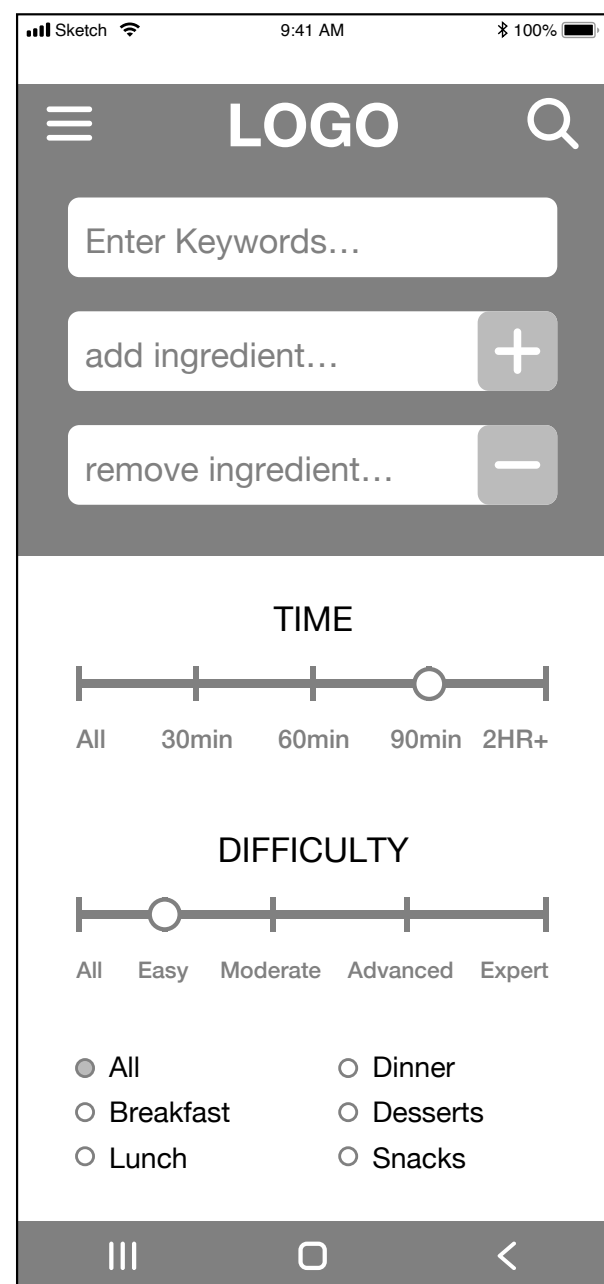 Sketch 9:41 AM 100%
LOGO
Enter Keywords…
add ingredient…
remove ingredient…
TIME
All 30min 60min 90min 2HR+
DIFFICULTY
All Easy Moderate Advanced Expert
All Dinner
Breakfast Desserts
Lunch Snacks